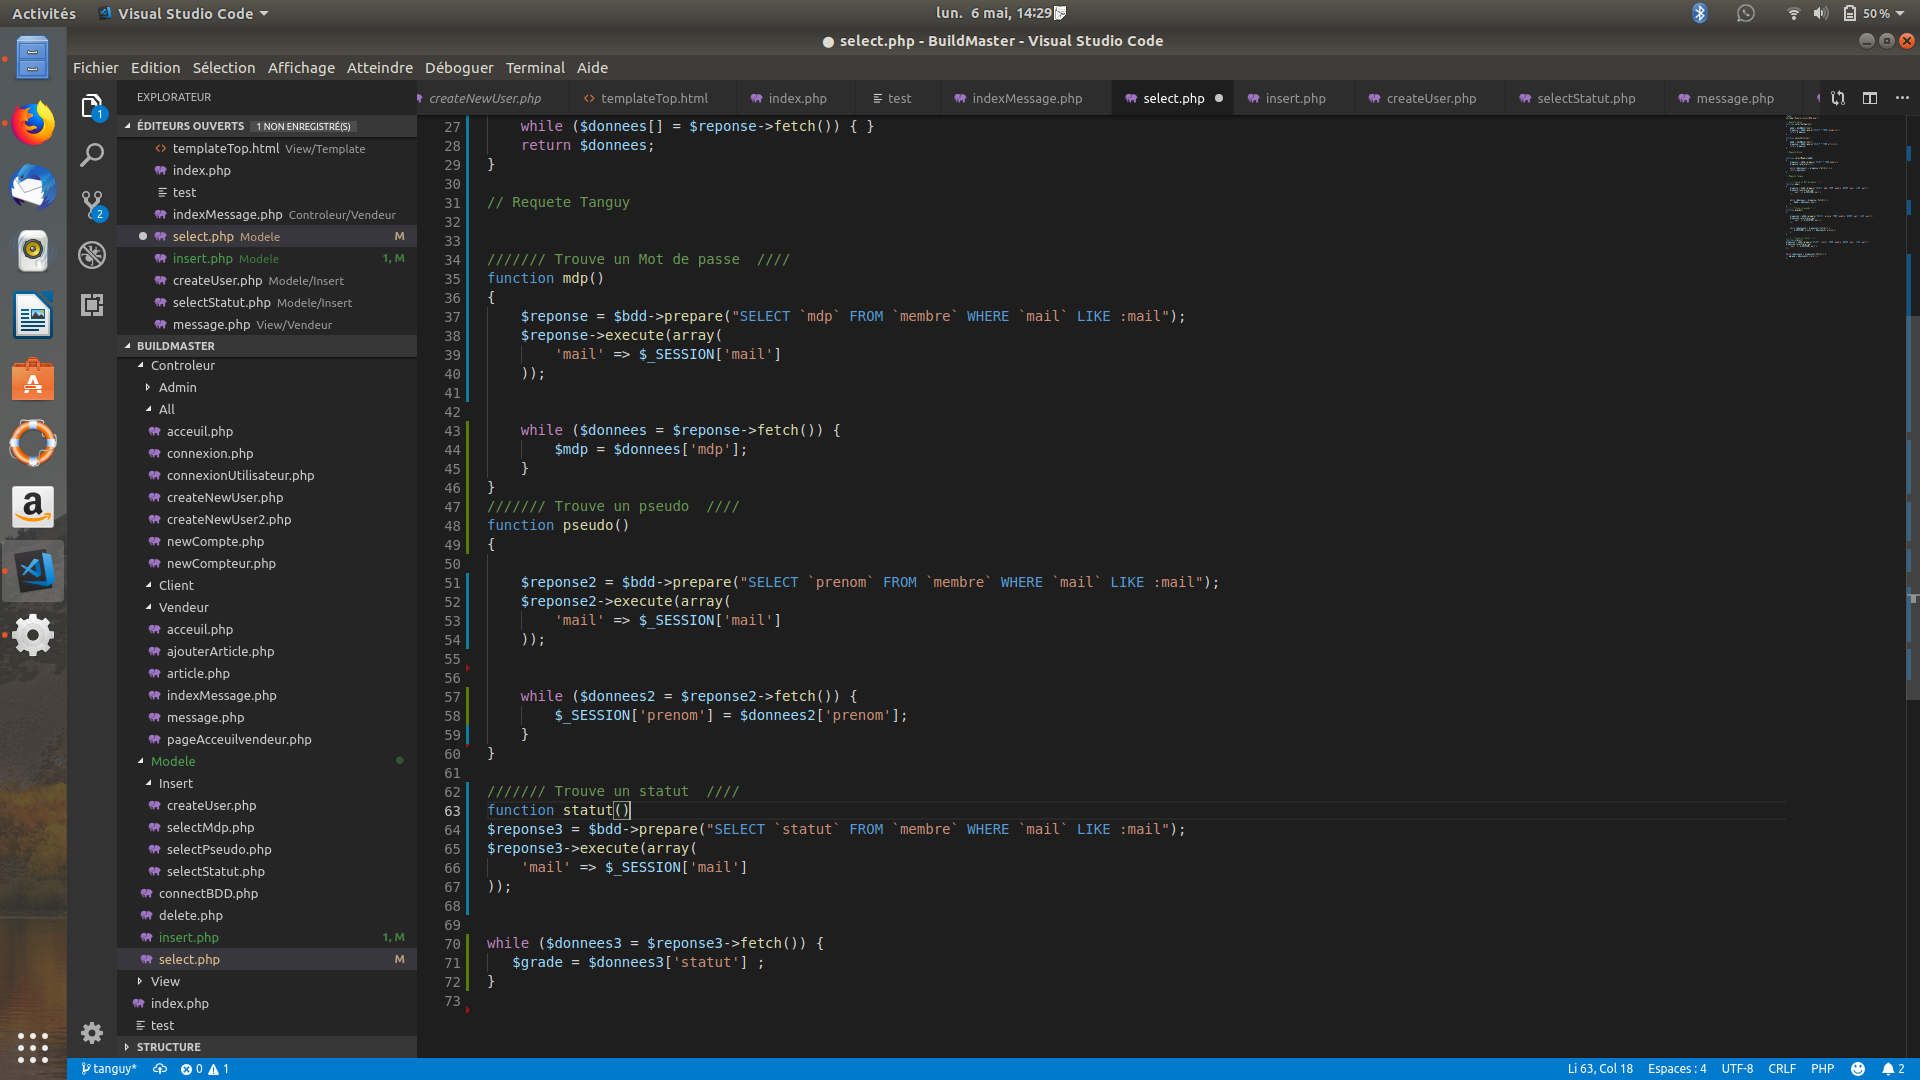 Activités
Visual Studio Code
lun. 6 mai, 14:29
50 %
● select.php - BuildMaster - Visual Studio Code
Fichier Edition Sélection Affichage Atteindre Déboguer Terminal Aide
EXPLORATEUR
createNewUser.php
templateTop.html
index.php
test
indexMessage.php
select.php
insert.php
createUser.php
selectStatut.php
message.php
ÉDITEURS OUVERTS 1 NON ENREGISTRÉ(S)
templateTop.html View/Template
index.php
test
indexMessage.php Controleur/Vendeur
select.php Modele M
insert.php Modele 1, M
createUser.php Modele/Insert
selectStatut.php Modele/Insert
message.php View/Vendeur
BUILDMASTER
Controleur
Admin
All
acceuil.php
connexion.php
connexionUtilisateur.php
createNewUser.php
createNewUser2.php
newCompte.php
newCompteur.php
Client
Vendeur
acceuil.php
ajouterArticle.php
article.php
indexMessage.php
message.php
pageAcceuilvendeur.php
Modele
Insert
createUser.php
selectMdp.php
selectPseudo.php
selectStatut.php
connectBDD.php
delete.php
insert.php 1, M
select.php M
View
index.php
test
STRUCTURE
1
2
27 while ($donnees[] = $reponse->fetch()) { }
28 return $donnees;
29 }
30
31 // Requete Tanguy
32
33
34 /////// Trouve un Mot de passe ////
35 function mdp()
36 {
37 $reponse = $bdd->prepare("SELECT `mdp` FROM `membre` WHERE `mail` LIKE :mail");
38 $reponse->execute(array(
39 'mail' => $_SESSION['mail']
40 ));
41
42
43 while ($donnees = $reponse->fetch()) {
44 $mdp = $donnees['mdp'];
45 }
46 }
47 /////// Trouve un pseudo ////
48 function pseudo()
49 {
50
51 $reponse2 = $bdd->prepare("SELECT `prenom` FROM `membre` WHERE `mail` LIKE :mail");
52 $reponse2->execute(array(
53 'mail' => $_SESSION['mail']
54 ));
55
56
57 while ($donnees2 = $reponse2->fetch()) {
58 $_SESSION['prenom'] = $donnees2['prenom'];
59 }
60 }
61
62 /////// Trouve un statut ////
63 function statut()
64 $reponse3 = $bdd->prepare("SELECT `statut` FROM `membre` WHERE `mail` LIKE :mail");
65 $reponse3->execute(array(
66 'mail' => $_SESSION['mail']
67 ));
68
69
70 while ($donnees3 = $reponse3->fetch()) {
71 $grade = $donnees3['statut'] ;
72 }
73
tanguy* 0 1
Li 63, Col 18 Espaces : 4 UTF-8 CRLF PHP 2